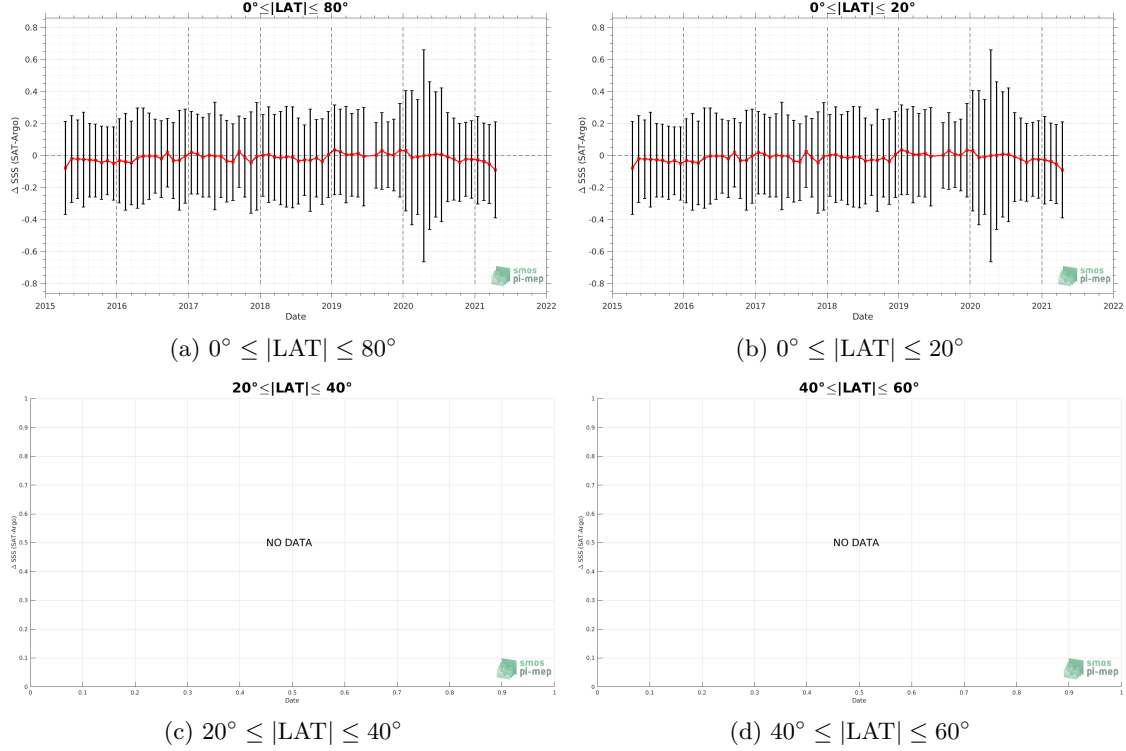 0°≤|LAT|≤ 80°
0.8
0.6
0.4
0.2
0
-0.2
-0.4
-0.6
-0.8
Δ SSS (SAT-Argo)
2015 2016 2017 2018 2019 2020 2021 2022
Date
smos
pi-mep
(a) 0° ≤ |LAT| ≤ 80°
0°≤|LAT|≤ 20°
0.8
0.6
0.4
0.2
0
-0.2
-0.4
-0.6
-0.8
Δ SSS (SAT-Argo)
2015 2016 2017 2018 2019 2020 2021 2022
Date
smos
pi-mep
(b) 0° ≤ |LAT| ≤ 20°
20°≤|LAT|≤ 40°
1
0.9
0.8
0.7
0.6
0.5
0.4
0.3
0.2
0.1
0
Δ SSS (SAT-Argo)
NO DATA
0 0.1 0.2 0.3 0.4 0.5 0.6 0.7 0.8 0.9 1
Date
smos
pi-mep
(c) 20° ≤ |LAT| ≤ 40°
40°≤|LAT|≤ 60°
1
0.9
0.8
0.7
0.6
0.5
0.4
0.3
0.2
0.1
0
Δ SSS (SAT-Argo)
NO DATA
0 0.1 0.2 0.3 0.4 0.5 0.6 0.7 0.8 0.9 1
Date
smos
pi-mep
(d) 40° ≤ |LAT| ≤ 60°